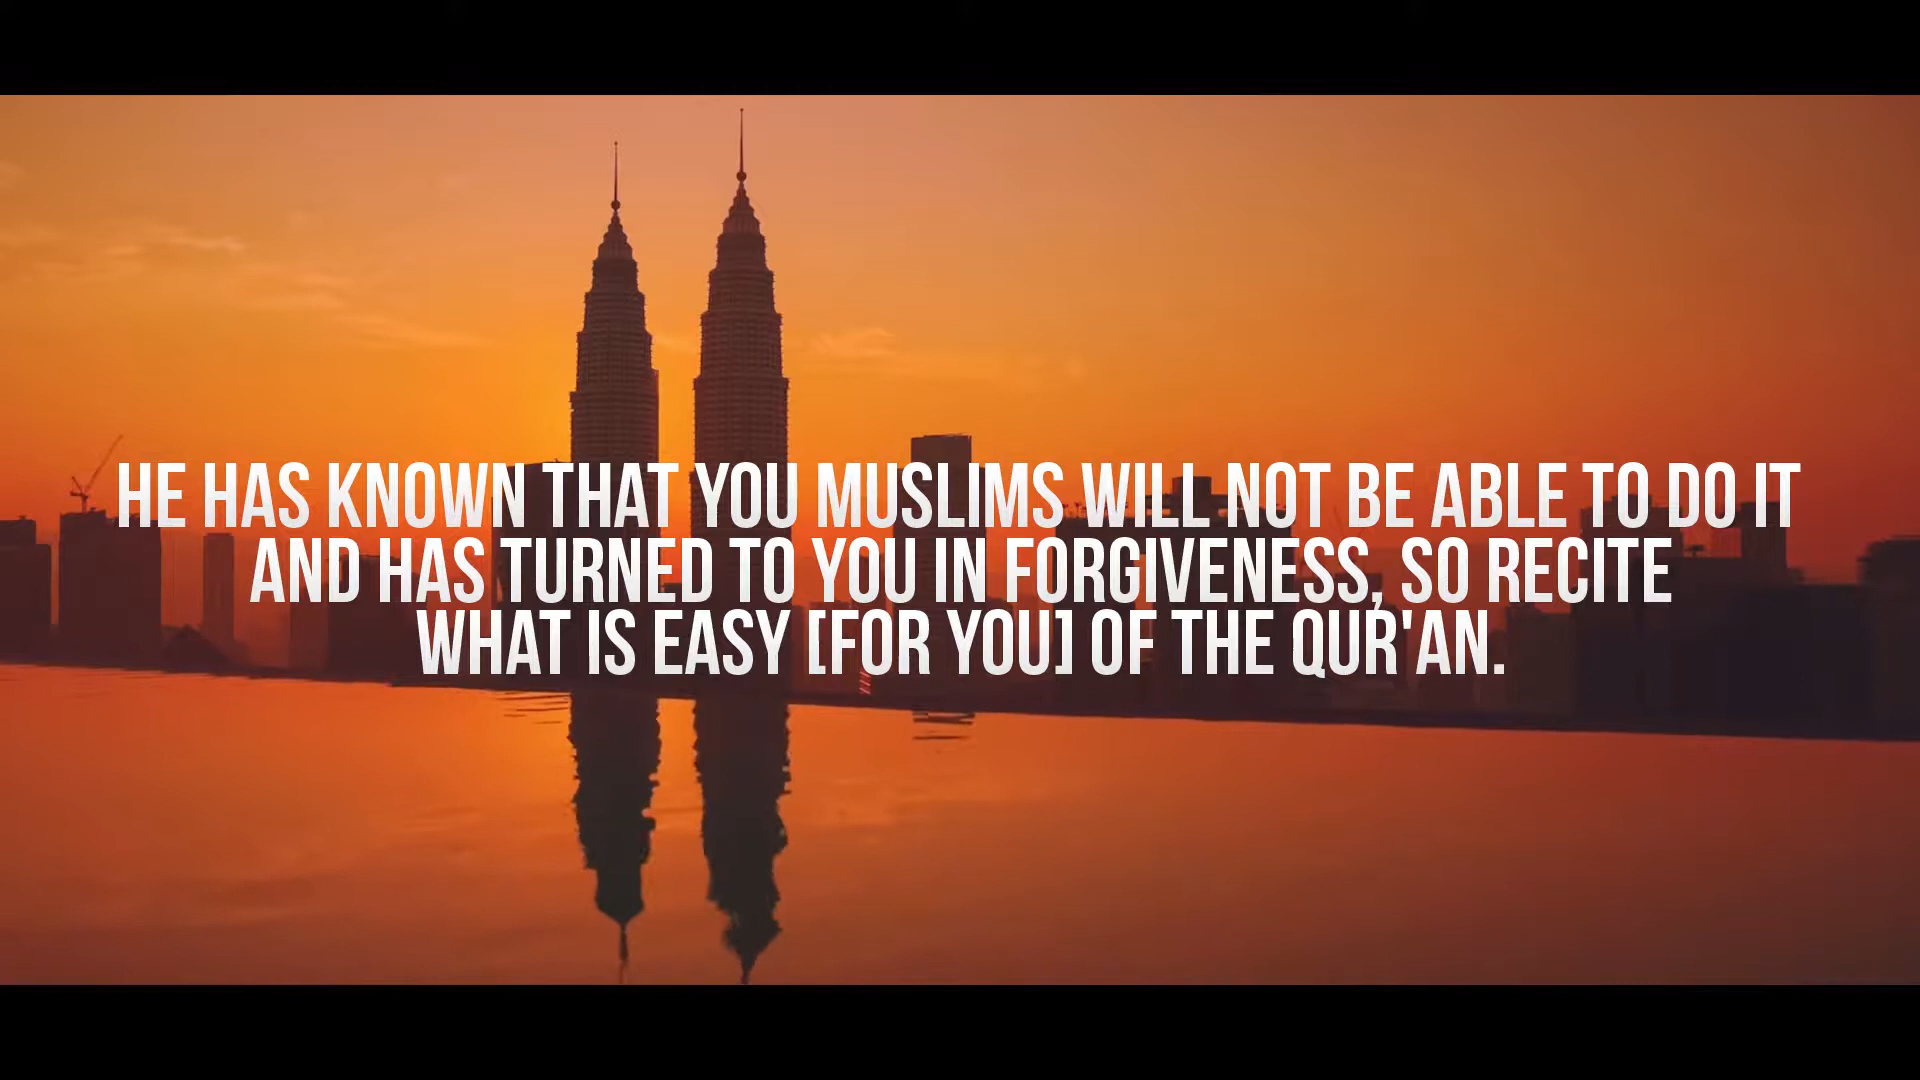 HE HAS KNOWN THAT YOU MUSLIMS WILL NOT BE ABLE TO DO IT
AND HAS TURNED TO YOU IN FORGIVENESS, SO RECITE
WHAT IS EASY [FOR YOU] OF THE QUR'AN.